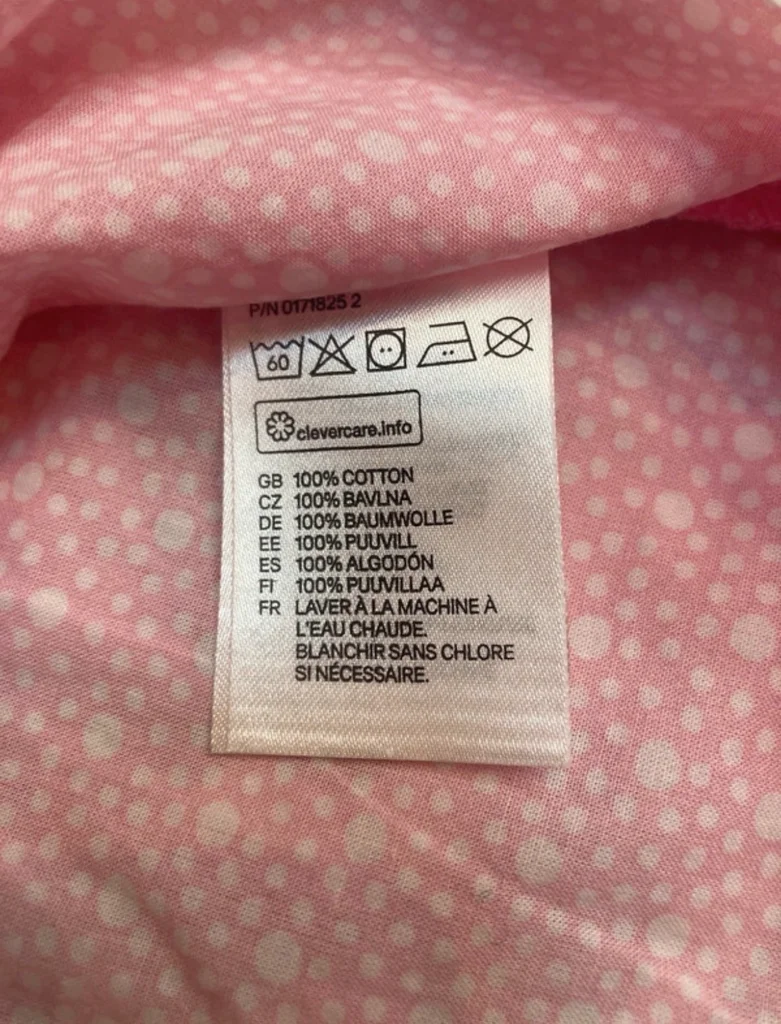 P/N 0171825 2
60
clevercare.info
GB 100% COTTON
CZ 100% BAVLNA
DE 100% BAUMWOLLE
EE 100% PUUVILL
ES 100% ALGODÓN
FI 100% PUUVILLAA
FR LAVER À LA MACHINE À
L'EAU CHAUDE.
BLANCHIR SANS CHLORE
SI NÉCESSAIRE.